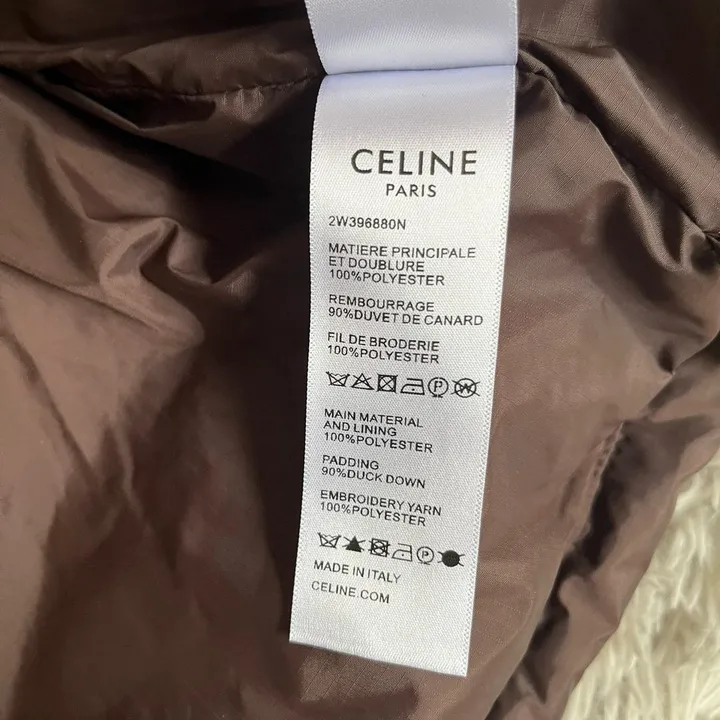 CELINE
PARIS
2W396880N
MATIERE PRINCIPALE
ET DOUBLURE
100%POLYESTER
REMBOURRAGE
90%DUVET DE CANARD
FIL DE BRODERIE
100%POLYESTER
P W
MAIN MATERIAL
AND LINING
100%POLYESTER
PADDING
90%DUCK DOWN
EMBROIDERY YARN
100%POLYESTER
P
MADE IN ITALY
CELINE.COM